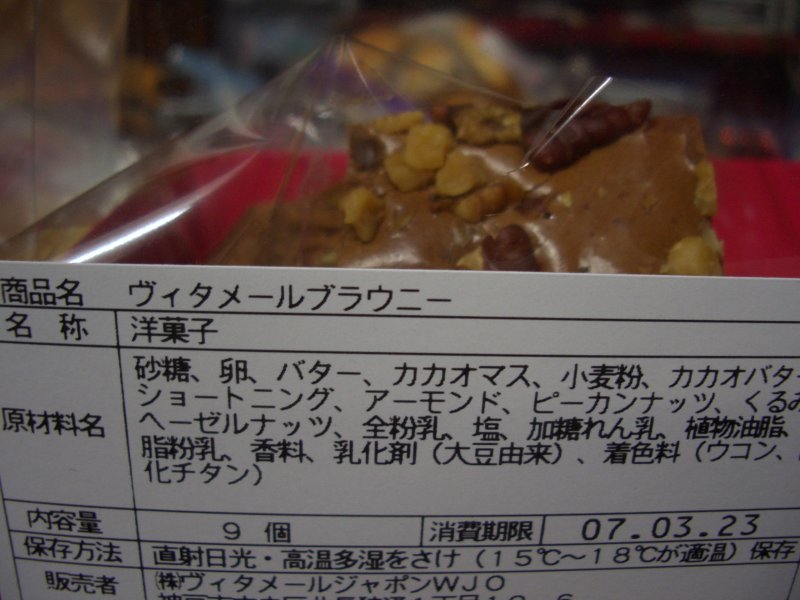 商品名 ヴィタメールブラウニー
名 称 洋菓子
原材料名 砂糖、卵、バター、カカオマス、小麦粉、カカオバター
ショートニング、アーモンド、ピーカンナッツ、くるみ
ヘーゼルナッツ、全粉乳、塩、加糖れん乳、植物油脂、
脂粉乳、香料、乳化剤（大豆由来）、着色料（ウコン、
化チタン）
内容量 9 個 消費期限 07.03.23
保存方法 直射日光・高温多湿をさけ（15℃〜18℃が適温）保存
販売者 ㈱ヴィタメールジャポンWJO